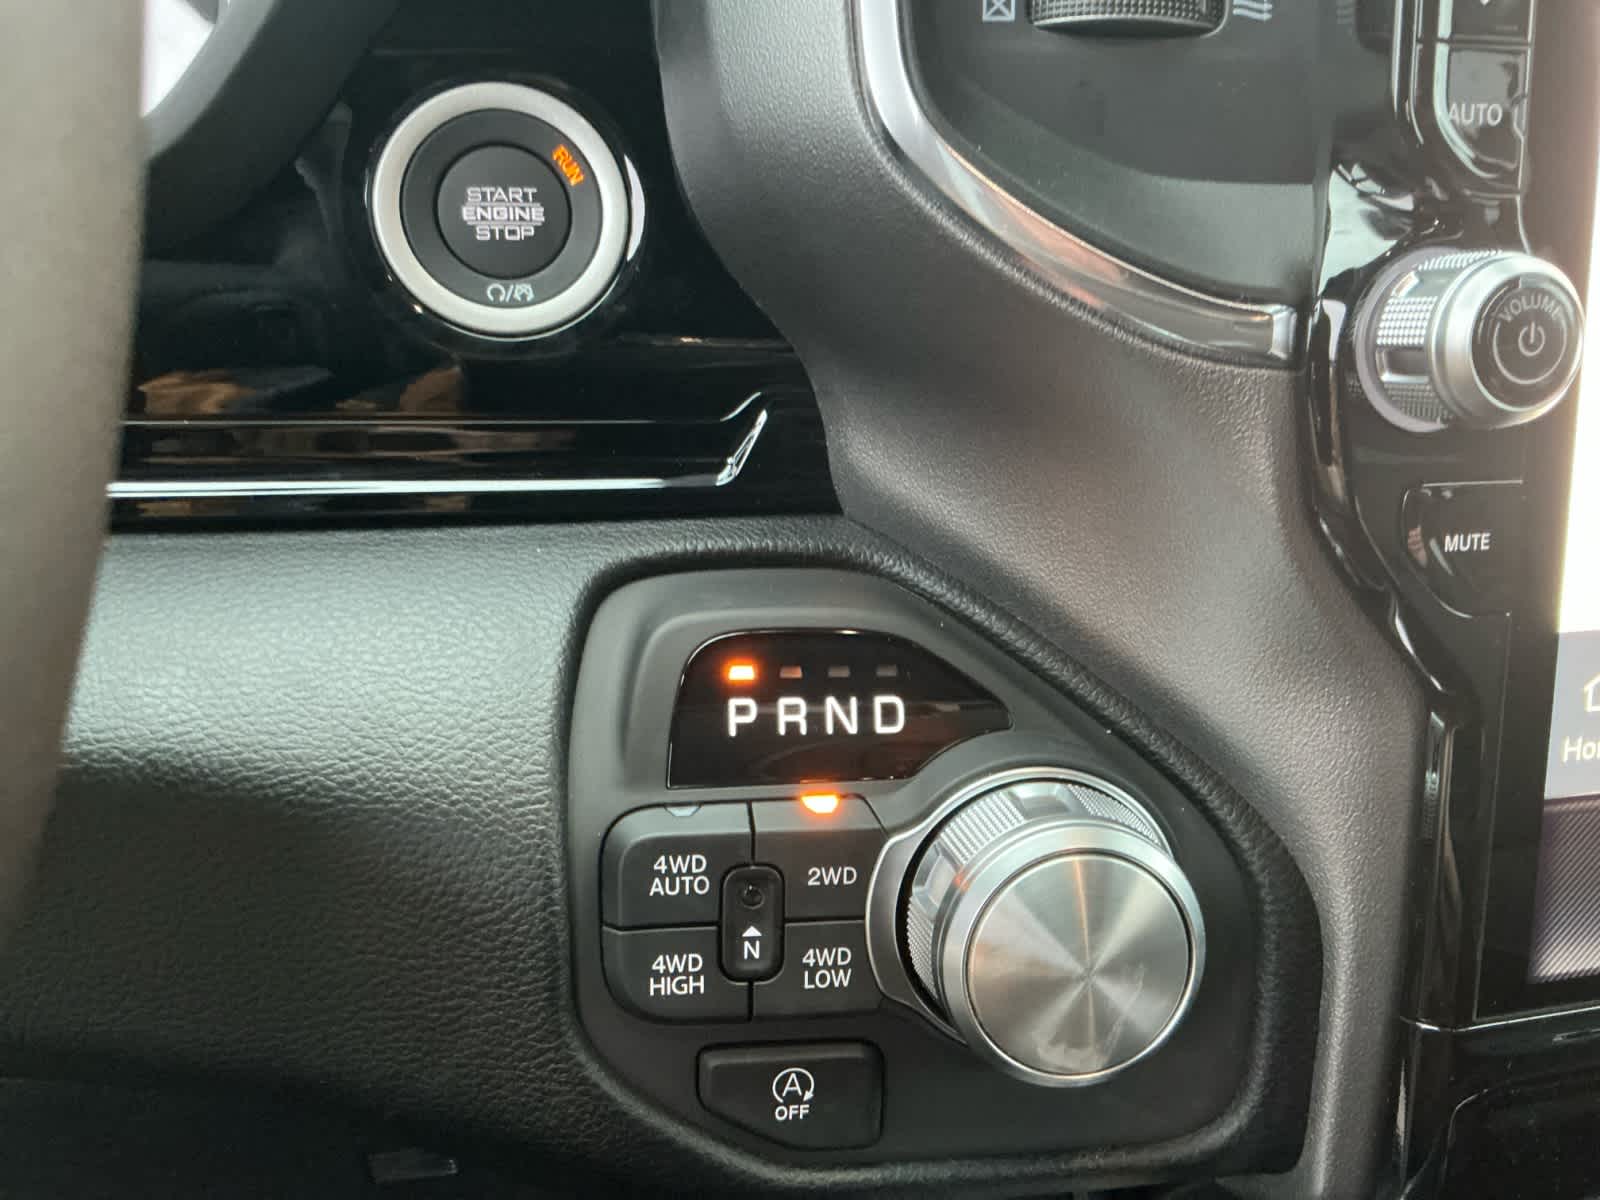 AUTO
RUN
START
ENGINE
STOP
VOLUME
MUTE
P R N D
4WD
AUTO
2WD
N
4WD
HIGH
4WD
LOW
A
OFF